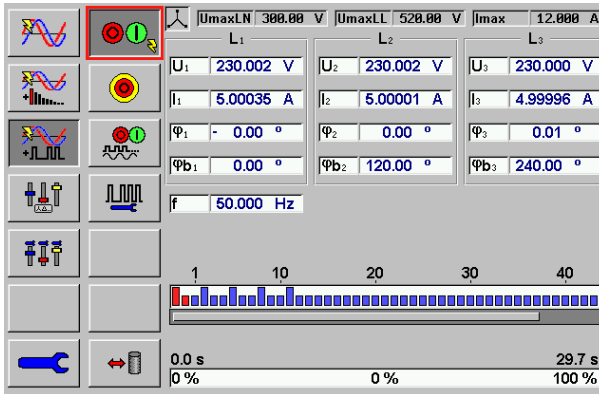 UmaxLN 300.00 V UmaxLL 520.00 V Imax 12.000 A
L1 L2 L3
U1 230.002 V U2 230.002 V U3 230.000 V
I1 5.00035 A I2 5.00001 A I3 4.99996 A
φ1 - 0.00 º φ2 0.00 º φ3 0.01 º
φb1 0.00 º φb2 120.00 º φb3 240.00 º
f 50.000 Hz
1 10 20 30 40
0.0 s 29.7 s
0 % 0 % 100 %